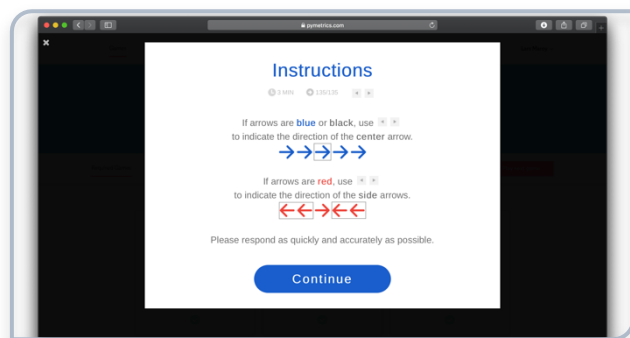 pymetrics.com
Instructions
3 MIN 135/135
If arrows are blue or black, use
to indicate the direction of the center arrow.
If arrows are red, use
to indicate the direction of the side arrows.
Please respond as quickly and accurately as possible.
Continue